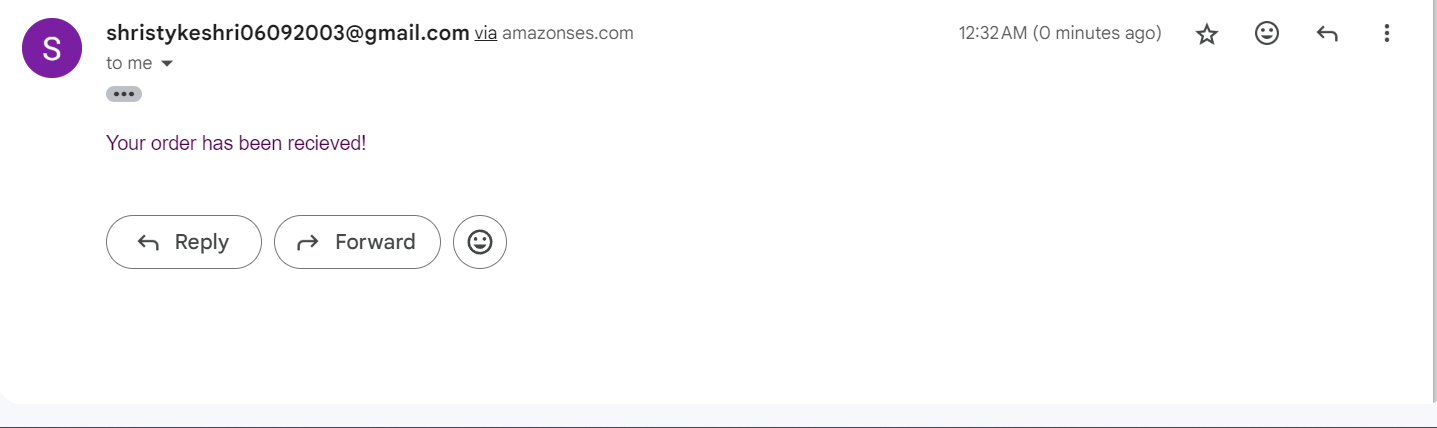 S
shristykeshri06092003@gmail.com via amazonses.com
12:32 AM (0 minutes ago)
to me
Your order has been recieved!
Reply
Forward